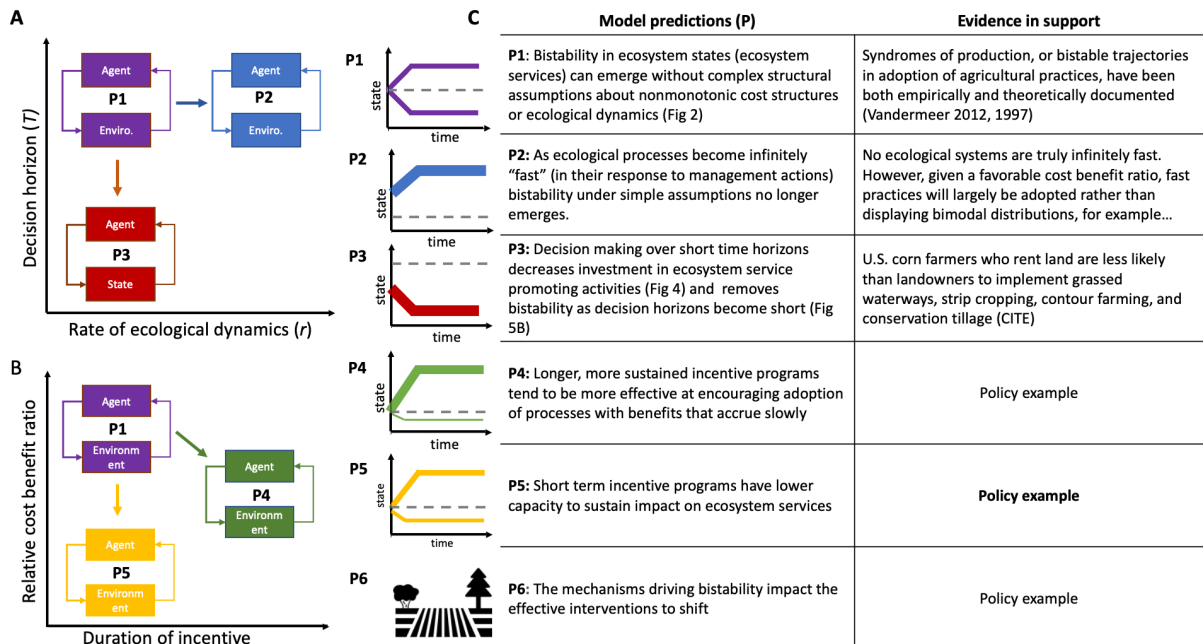 A
Decision horizon (T)
Agent
P1
Enviro.
Agent
P2
Enviro.
Agent
P3
State
Rate of ecological dynamics (r)
B
Relative cost benefit ratio
Agent
P1
Environm
ent
Agent
P4
Environm
ent
Agent
P5
Environm
ent
Duration of incentive
C
Model predictions (P)
Evidence in support
P1
state
time
P1: Bistability in ecosystem states (ecosystem
services) can emerge without complex structural
assumptions about nonmonotonic cost structures
or ecological dynamics (Fig 2)
Syndromes of production, or bistable trajectories
in adoption of agricultural practices, have been
both empirically and theoretically documented
(Vandermeer 2012, 1997)
P2
state
time
P2: As ecological processes become infinitely
“fast” (in their response to management actions)
bistability under simple assumptions no longer
emerges.
No ecological systems are truly infinitely fast.
However, given a favorable cost benefit ratio, fast
practices will largely be adopted rather than
displaying bimodal distributions, for example…
P3
state
time
P3: Decision making over short time horizons
decreases investment in ecosystem service
promoting activities (Fig 4) and removes
bistability as decision horizons become short (Fig
5B)
U.S. corn farmers who rent land are less likely
than landowners to implement grassed
waterways, strip cropping, contour farming, and
conservation tillage (CITE)
P4
state
time
P4: Longer, more sustained incentive programs
tend to be more effective at encouraging adoption
of processes with benefits that accrue slowly
Policy example
P5
state
time
P5: Short term incentive programs have lower
capacity to sustain impact on ecosystem services
Policy example
P6
P6: The mechanisms driving bistability impact the
effective interventions to shift
Policy example